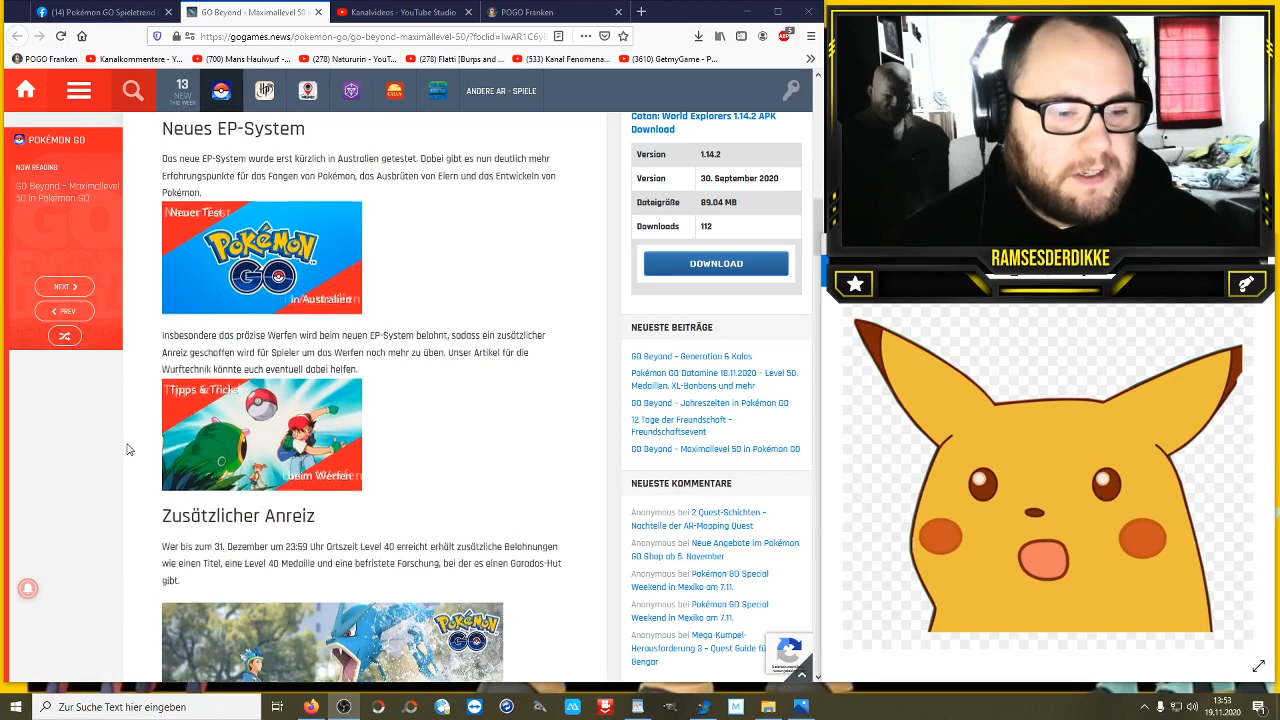 (14) Pokémon GO Spieletrend
GO Beyond – Maximallevel 50 i
Kanalvideos - YouTube Studio
POGO Franken
https://gogames.news/pokemon-go/go-beyond-maximallevel-50/?fbclid=IwAR1C6yE
POGO Franken
Kanalkommentare - Y...
(700) Mans Haulwurf -...
(278) Natururin - YouT...
(278) Flatti [Burps and ...
(533) Kanal Fenomena...
(3610) GetmyGame - P...
13
NEW
THIS WEEK
ANDERE AR - SPIELE
POKÉMON GO
NOW READING
GO Beyond – Maximallevel
50 in Pokémon GO
NEXT
PREV
Neues EP-System
Das neue EP-System wurde erst kürzlich in Australien getestet. Dabei gibt es nun deutlich mehr
Erfahrungspunkte für das Fangen von Pokémon, das Ausbrüten von Eiern und das Entwickeln von
Pokémon.
Neuer Test
POKÉMON
GO
in Australien
Insbesondere das präzise Werfen wird beim neuen EP-System belohnt, sodass ein zusätzlicher
Anreiz geschaffen wird für Spieler um das Werfen noch mehr zu üben. Unser Artikel für die
Wurftechnik könnte euch eventuell dabei helfen.
Tipps & Tricks
beim Werfen
Zusätzlicher Anreiz
Wer bis zum 31. Dezember um 23:59 Uhr Ortszeit Level 40 erreicht erhält zusätzliche Belohnungen
wie einen Titel, eine Level 40 Medaille und eine befristete Forschung, bei der es einen Garados-Hut
gibt.
POKÉMON
GO
Catan: World Explorers 1.14.2 APK
Download
Version 1.14.2
Version 30. September 2020
Dateigröße 89.04 MB
Downloads 112
DOWNLOAD
NEUESTE BEITRÄGE
GO Beyond – Generation 6 Kalos
Pokémon GO Datamine 18.11.2020 – Level 50,
Medaillen, XL-Bonbons und mehr
GO Beyond – Jahreszeiten in Pokémon GO
12 Tage der Freundschaft –
Freundschaftsevent
GO Beyond – Maximallevel 50 in Pokémon GO
NEUESTE KOMMENTARE
Anonymous bei 2 Quest-Schichten –
Nachteile der AR-Mapping Quest
Anonymous bei Neue Angebote im Pokémon
GO Shop ab 5. November
Anonymous bei Pokémon GO Special
Weekend in Mexiko am 7.11.
Anonymous bei Pokémon GO Special
Weekend in Mexiko am 7.11.
Anonymous bei Mega-Kumpel-
Herausforderung 3 – Quest Guide fü
Gengar
RAMSESDERDIKKE
Zur Suche Text hier eingeben
13:53
19.11.2020